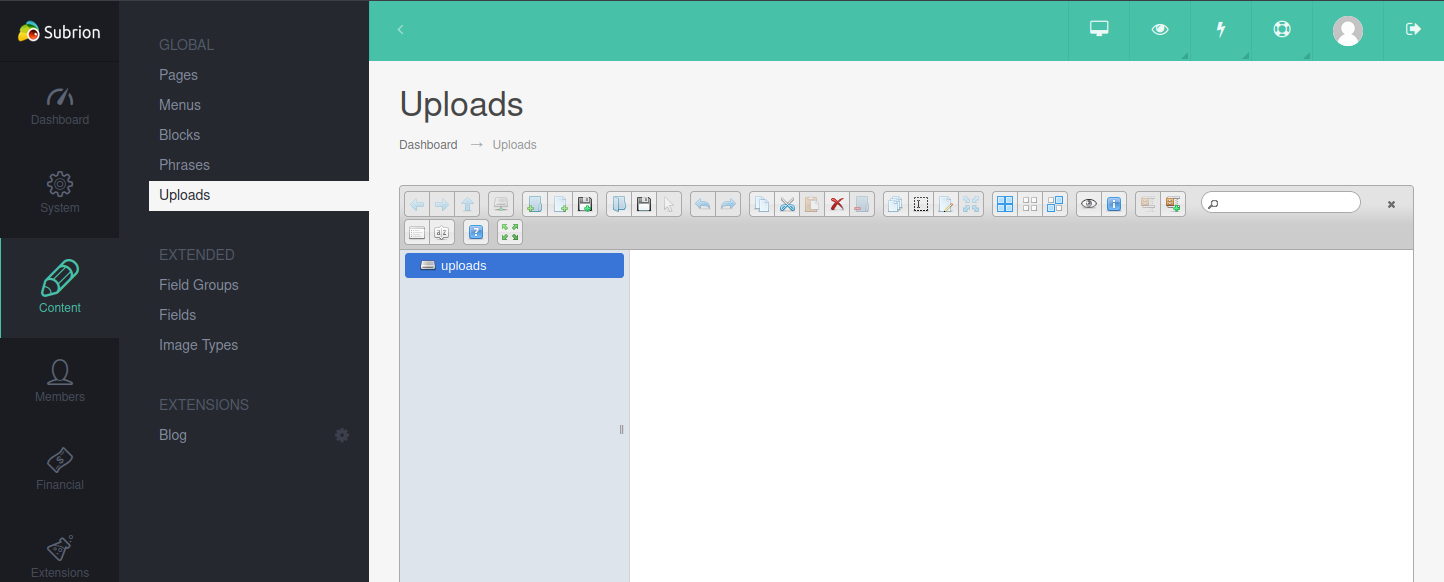 Subrion
Dashboard
System
Content
Members
Financial
Extensions
GLOBAL
Pages
Menus
Blocks
Phrases
Uploads
EXTENDED
Field Groups
Fields
Image Types
EXTENSIONS
Blog
Uploads
Dashboard → Uploads
uploads